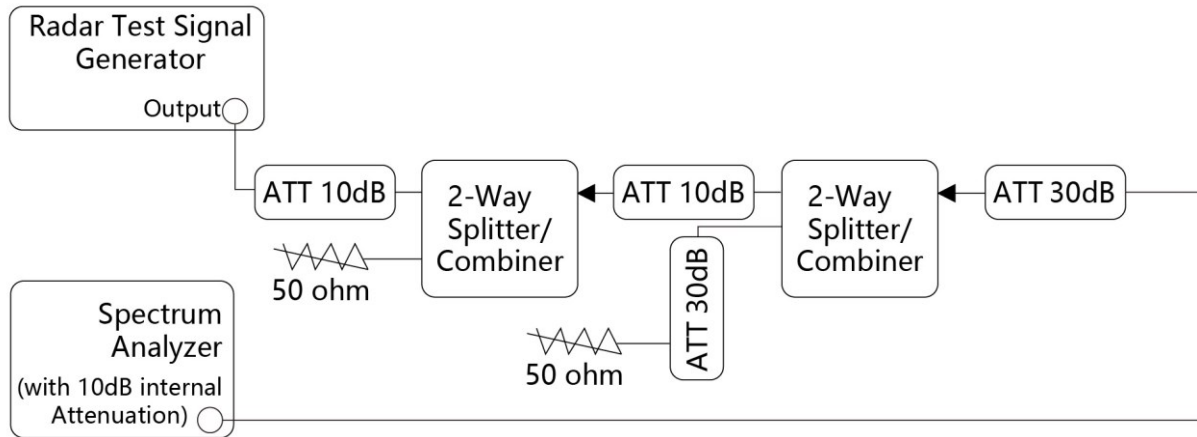 Radar Test Signal
Generator
Output
ATT 10dB
2-Way
Splitter/
Combiner
ATT 10dB
2-Way
Splitter/
Combiner
ATT 30dB
50 ohm
ATT 30dB
50 ohm
Spectrum
Analyzer
(with 10dB internal
Attenuation)